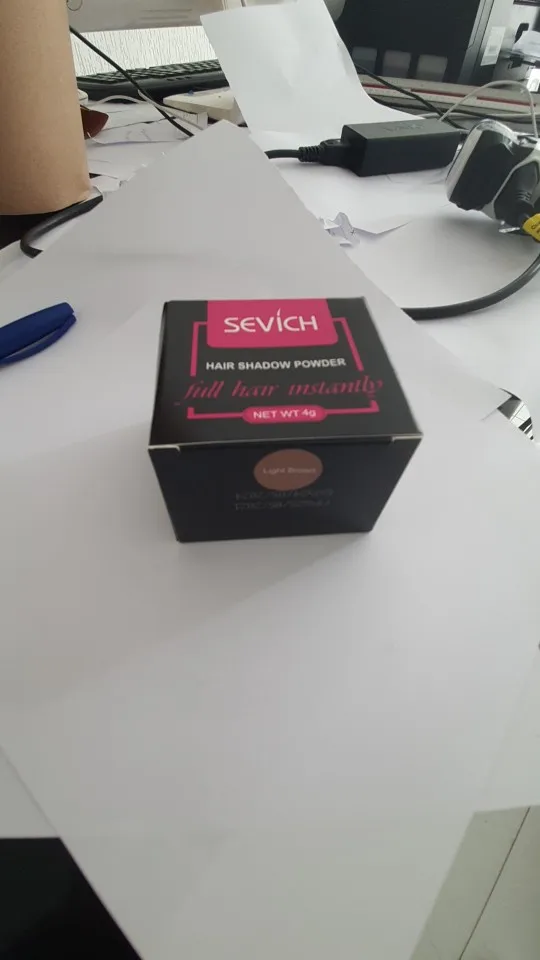 SEVICH
HAIR SHADOW POWDER
full hair instantly
NET WT 4g
Light Brown